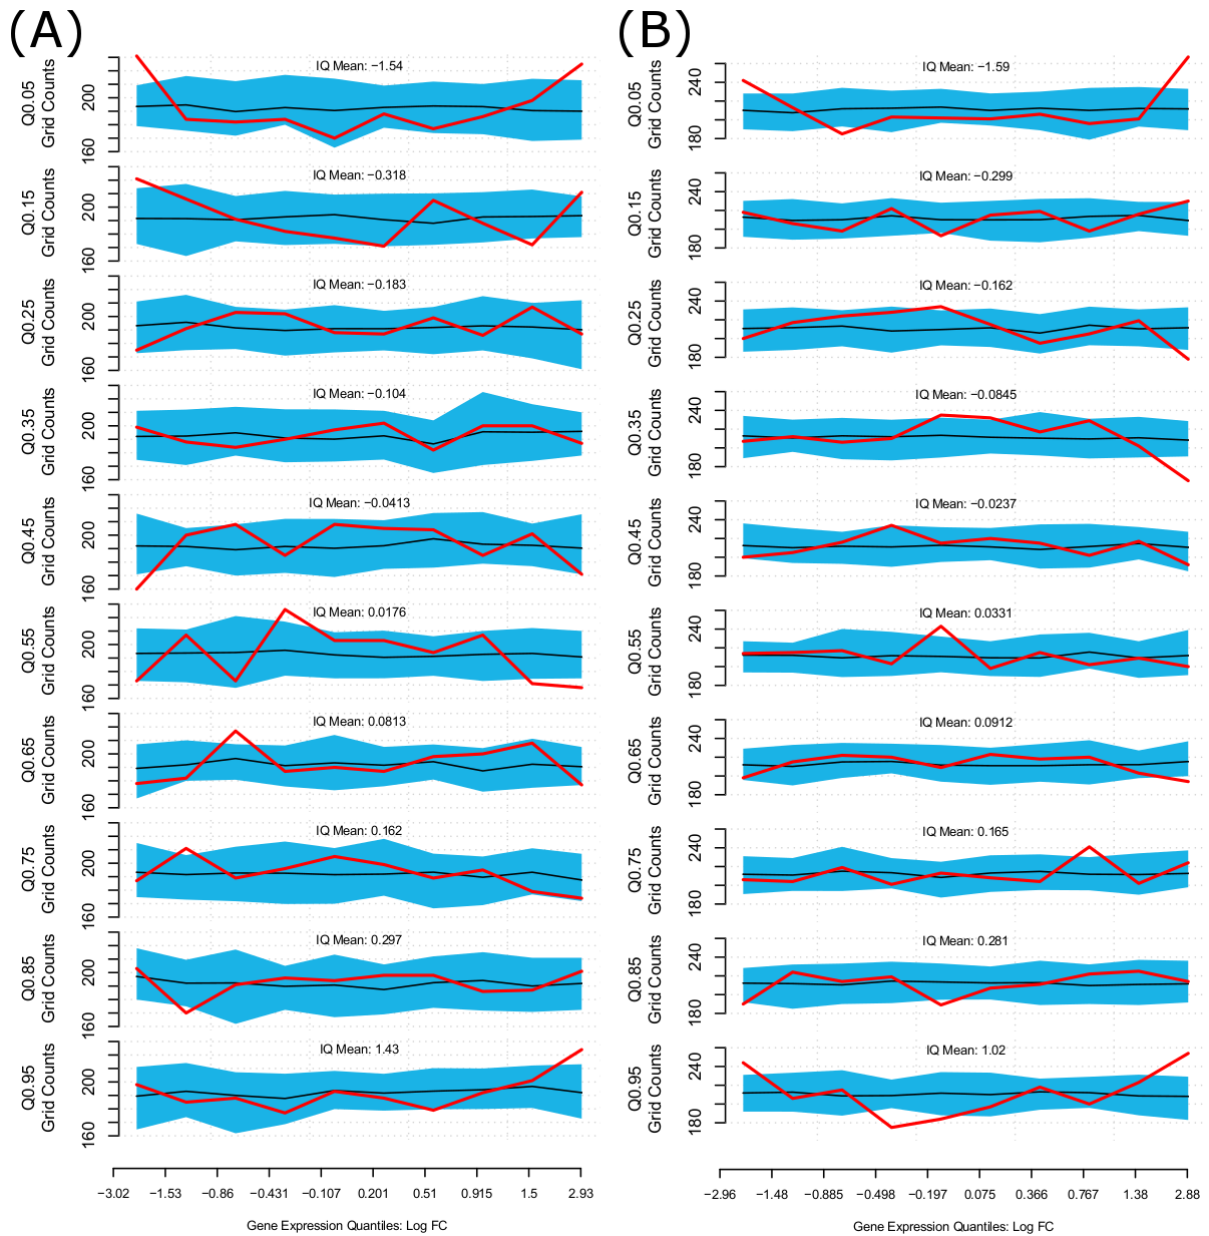 (A)
Q0.05
Grid Counts
160
200
IQ Mean: −1.54
Q0.15
Grid Counts
160
200
IQ Mean: −0.318
Q0.25
Grid Counts
160
200
IQ Mean: −0.183
Q0.35
Grid Counts
160
200
IQ Mean: −0.104
Q0.45
Grid Counts
160
200
IQ Mean: −0.0413
Q0.55
Grid Counts
160
200
IQ Mean: 0.0176
Q0.65
Grid Counts
160
200
IQ Mean: 0.0813
Q0.75
Grid Counts
160
200
IQ Mean: 0.162
Q0.85
Grid Counts
160
200
IQ Mean: 0.297
Q0.95
Grid Counts
160
200
IQ Mean: 1.43
−3.02 −1.53 −0.86 −0.431 −0.107 0.201 0.51 0.915 1.5 2.93
Gene Expression Quantiles: Log FC
(B)
Q0.05
Grid Counts
180
240
IQ Mean: −1.59
Q0.15
Grid Counts
180
240
IQ Mean: −0.299
Q0.25
Grid Counts
180
240
IQ Mean: −0.162
Q0.35
Grid Counts
180
240
IQ Mean: −0.0845
Q0.45
Grid Counts
180
240
IQ Mean: −0.0237
Q0.55
Grid Counts
180
240
IQ Mean: 0.0331
Q0.65
Grid Counts
180
240
IQ Mean: 0.0912
Q0.75
Grid Counts
180
240
IQ Mean: 0.165
Q0.85
Grid Counts
180
240
IQ Mean: 0.281
Q0.95
Grid Counts
180
240
IQ Mean: 1.02
−2.96 −1.48 −0.885 −0.498 −0.197 0.075 0.366 0.767 1.38 2.88
Gene Expression Quantiles: Log FC